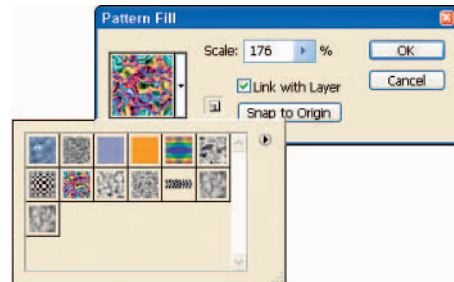 Pattern Fill
Scale: 176 % OK
Link with Layer Cancel
Snap to Origin